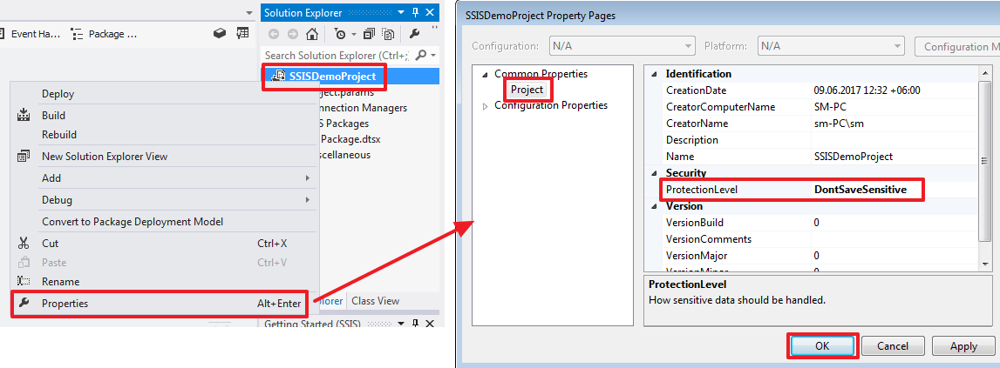 Solution Explorer
Event Ha...
Package ...
Search Solution Explorer (Ctrl+;
SSISDemoProject
ject.params
nnection Managers
S Packages
Package.dtsx
scellaneous
Deploy
Build
Rebuild
New Solution Explorer View
Add
Debug
Convert to Package Deployment Model
Cut Ctrl+X
Paste Ctrl+V
Rename
Properties Alt+Enter
plorer Class View
Getting Started (SSIS)
SSISDemoProject Property Pages
Configuration: N/A Platform: N/A Configuration M
Common Properties
Project
Configuration Properties
Identification
CreationDate 09.06.2017 12:32 +06:00
CreatorComputerName SM-PC
CreatorName sm-PC\sm
Description
Name SSISDemoProject
Security
ProtectionLevel DontSaveSensitive
Version
VersionBuild 0
VersionComments
VersionMajor 0
VersionMinor 0
ProtectionLevel
How sensitive data should be handled.
OK Cancel Apply